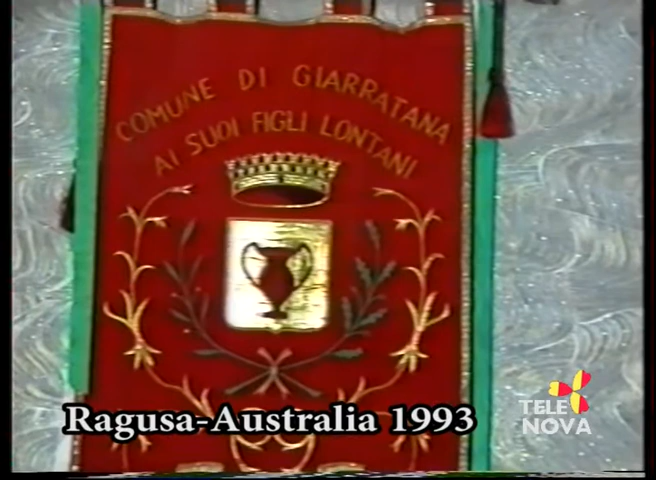 COMUNE DI GIARRATANA
AI SUOI FIGLI LONTANI
Ragusa-Australia 1993
TELE
NOVA